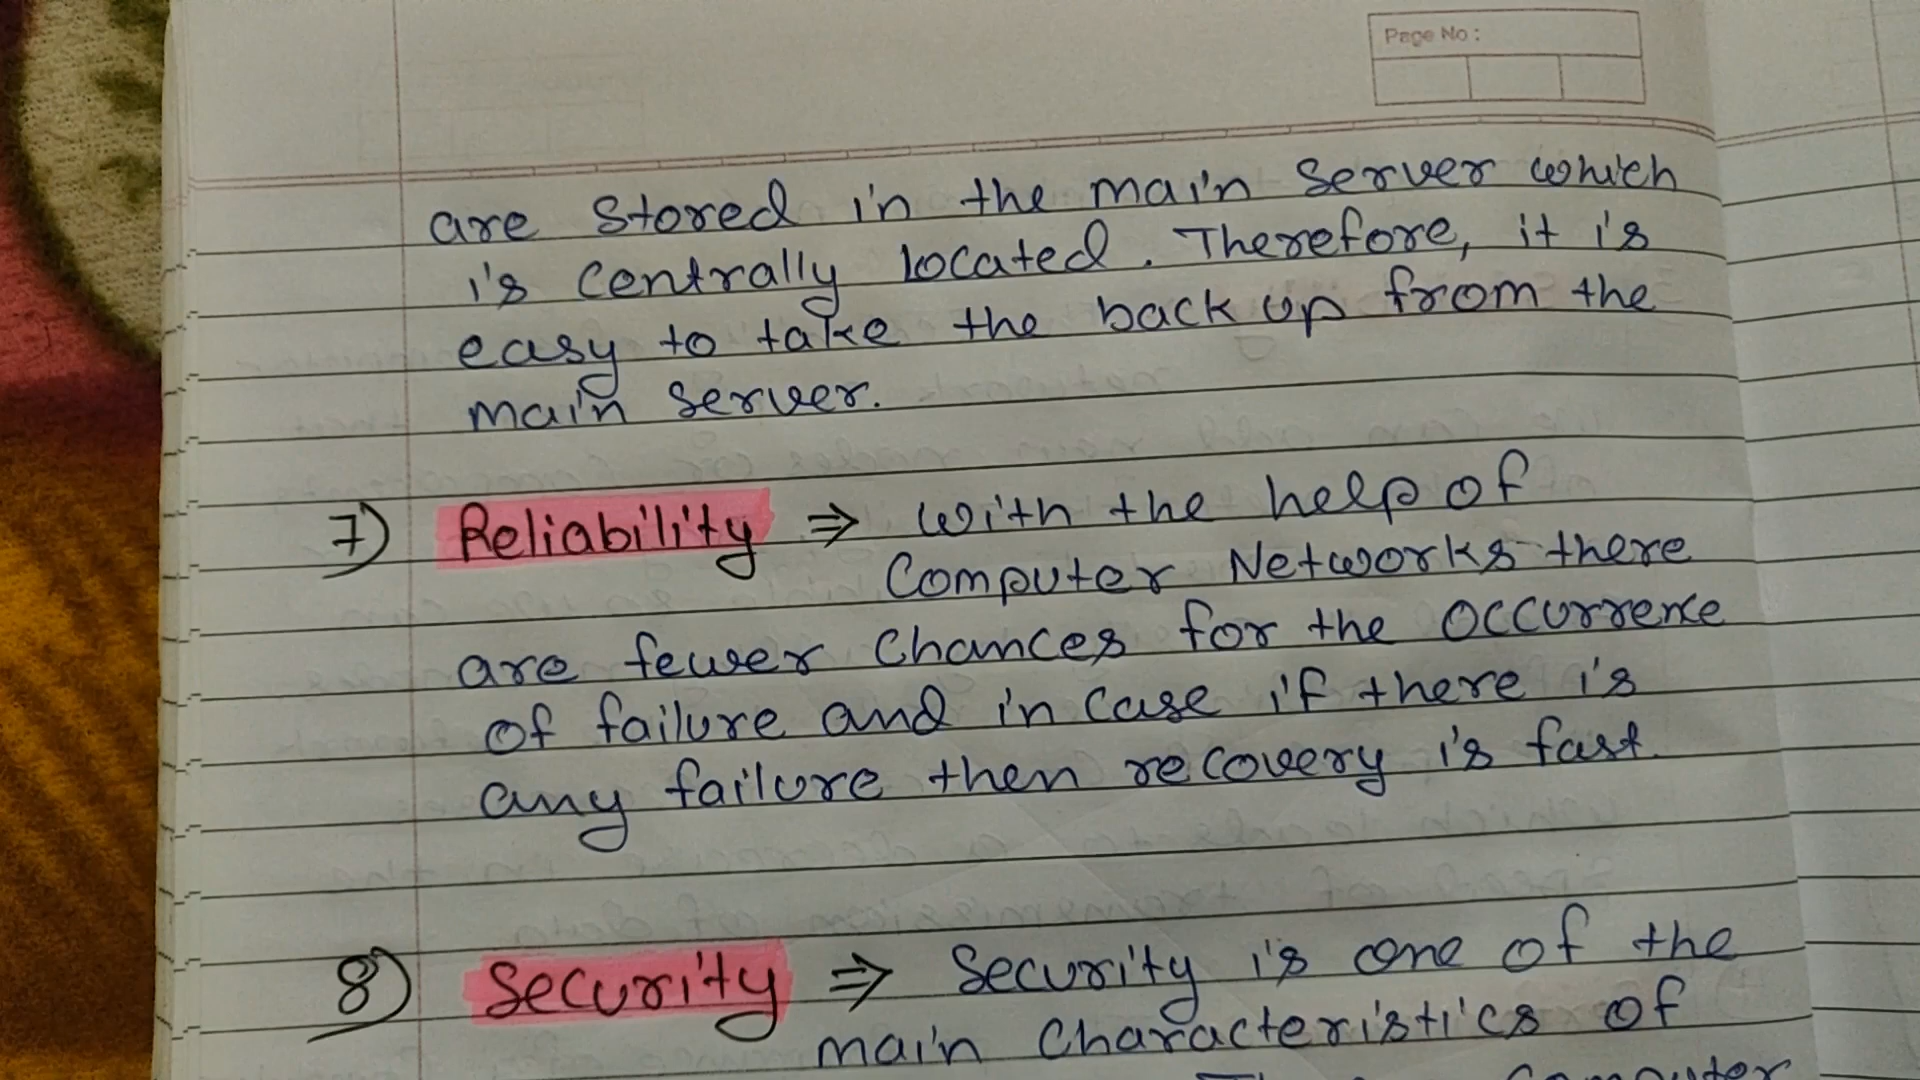 Page No :
are stored in the main server which
is centrally located. Therefore, it is
easy to take the back up from the
main server.
7) Reliability ⇒ with the help of
Computer Networks there
are fewer chances for the occurrence
of failure and in case if there is
any failure then recovery is fast.
8) Security ⇒ Security is one of the
main characteristics of
Computer